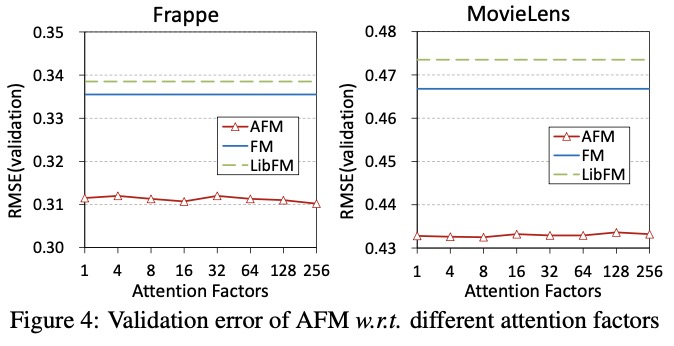 Frappe
RMSE(validation)
0.35
0.34
0.33
0.32
0.31
0.30
AFM
FM
LibFM
1 4 8 16 32 64 128 256
Attention Factors
MovieLens
RMSE(validation)
0.48
0.47
0.46
0.45
0.44
0.43
AFM
FM
LibFM
1 4 8 16 32 64 128 256
Attention Factors
Figure 4: Validation error of AFM w.r.t. different attention factors